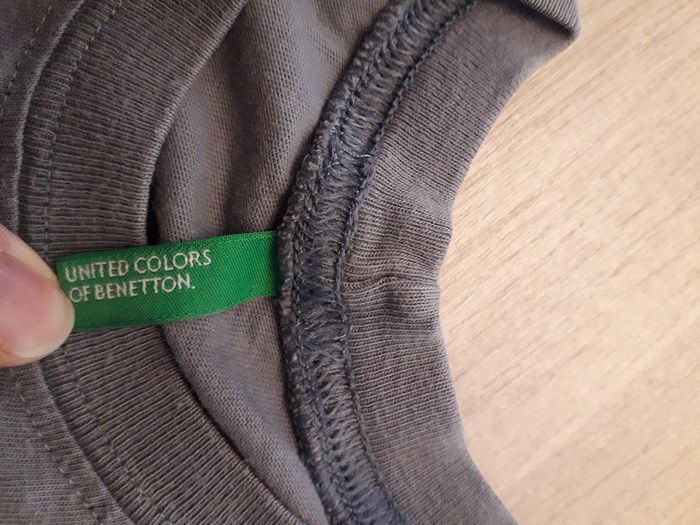 UNITED COLORS
OF BENETTON.